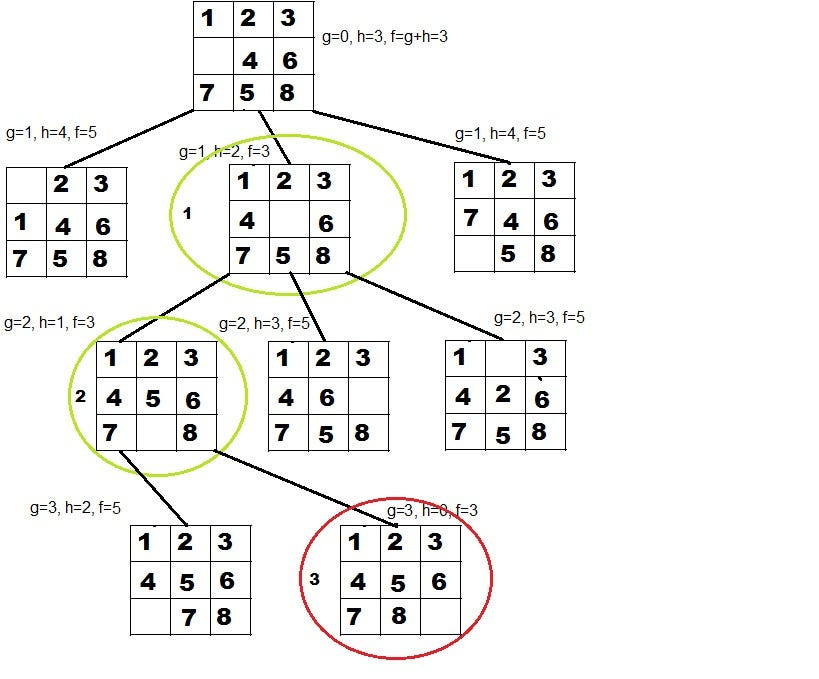 1 2 3
g=0, h=3, f=g+h=3
4 6
7 5 8
g=1, h=4, f=5
g=1, h=2, f=3
g=1, h=4, f=5
2 3
1 4 6
7 5 8
1
1 2 3
4 6
7 5 8
1 2 3
7 4 6
5 8
g=2, h=1, f=3
g=2, h=3, f=5
g=2, h=3, f=5
2
1 2 3
4 5 6
7 8
1 2 3
4 6
7 5 8
1 3
4 2 6
7 5 8
g=3, h=2, f=5
g=3, h=0, f=3
1 2 3
4 5 6
7 8
3
1 2 3
4 5 6
7 8